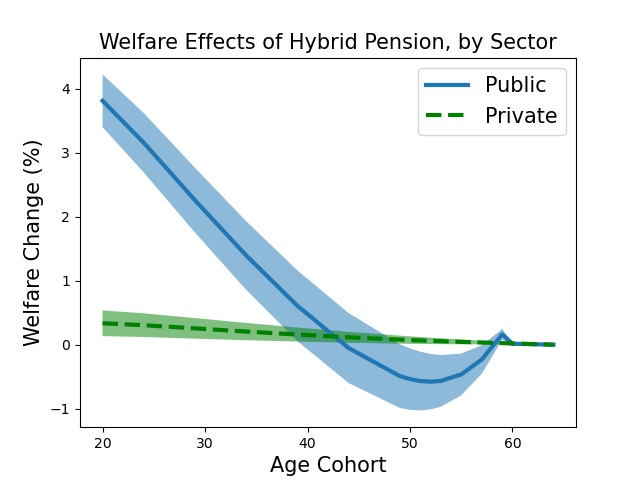 Welfare Effects of Hybrid Pension, by Sector
Public
Private
Welfare Change (%)
4
3
2
1
0
−1
20 30 40 50 60
Age Cohort